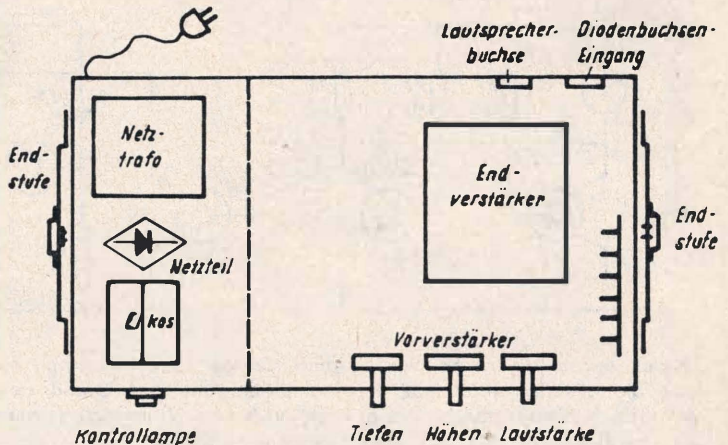 Lautsprecher-
buchse
Diodenbuchsen-
Eingang
Netz-
trafo
End-
stufe
End-
verstärker
End-
stufe
Netzteil
Elkos
Vorverstärker
Kontrollampe
Tiefen
Höhen
Lautstärke